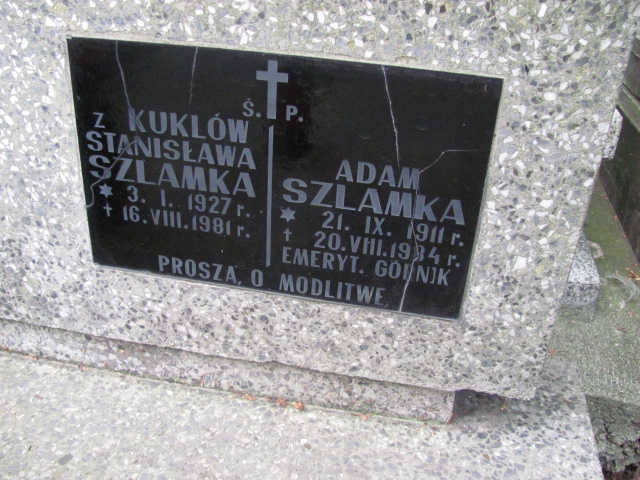 Ś. P.
Z KUKLÓW
STANISŁAWA
SZLAMKA
* 3. I. 1927 r.
† 16. VIII. 1981 r.
ADAM
SZLAMKA
* 21. IX. 1911 r.
† 20. VIII. 1984 r.
EMERYT. GÓRNIK
PROSZĄ O MODLITWĘ